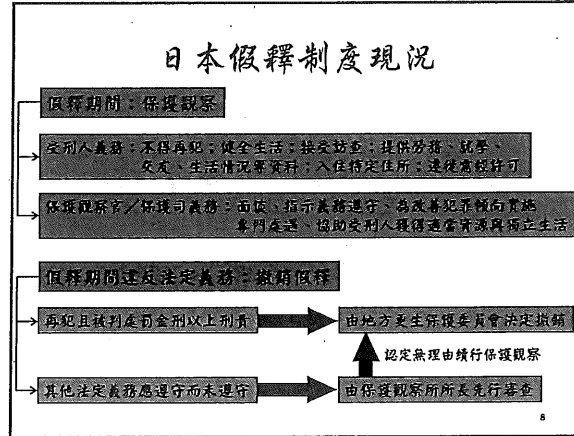 日本假釋制度現況
假釋期間：保護觀察
受刑人義務：不得再犯；健全生活；接受訪查；提供勞務、就學、
交友、生活情況等資料；入住特定住所；遷徙需經許可
保護觀察官／保護司義務：面談、指示義務遵守、為改善犯罪傾向實施
專門處遇、協助受刑人獲得適當資源與獨立生活
假釋期間違反法定義務：撤銷假釋
再犯且被判處罰金刑以上刑責
由地方更生保護委員會決定撤銷
認定無理由續行保護觀察
其他法定義務應遵守而未遵守
由保護觀察所所長先行審查
8